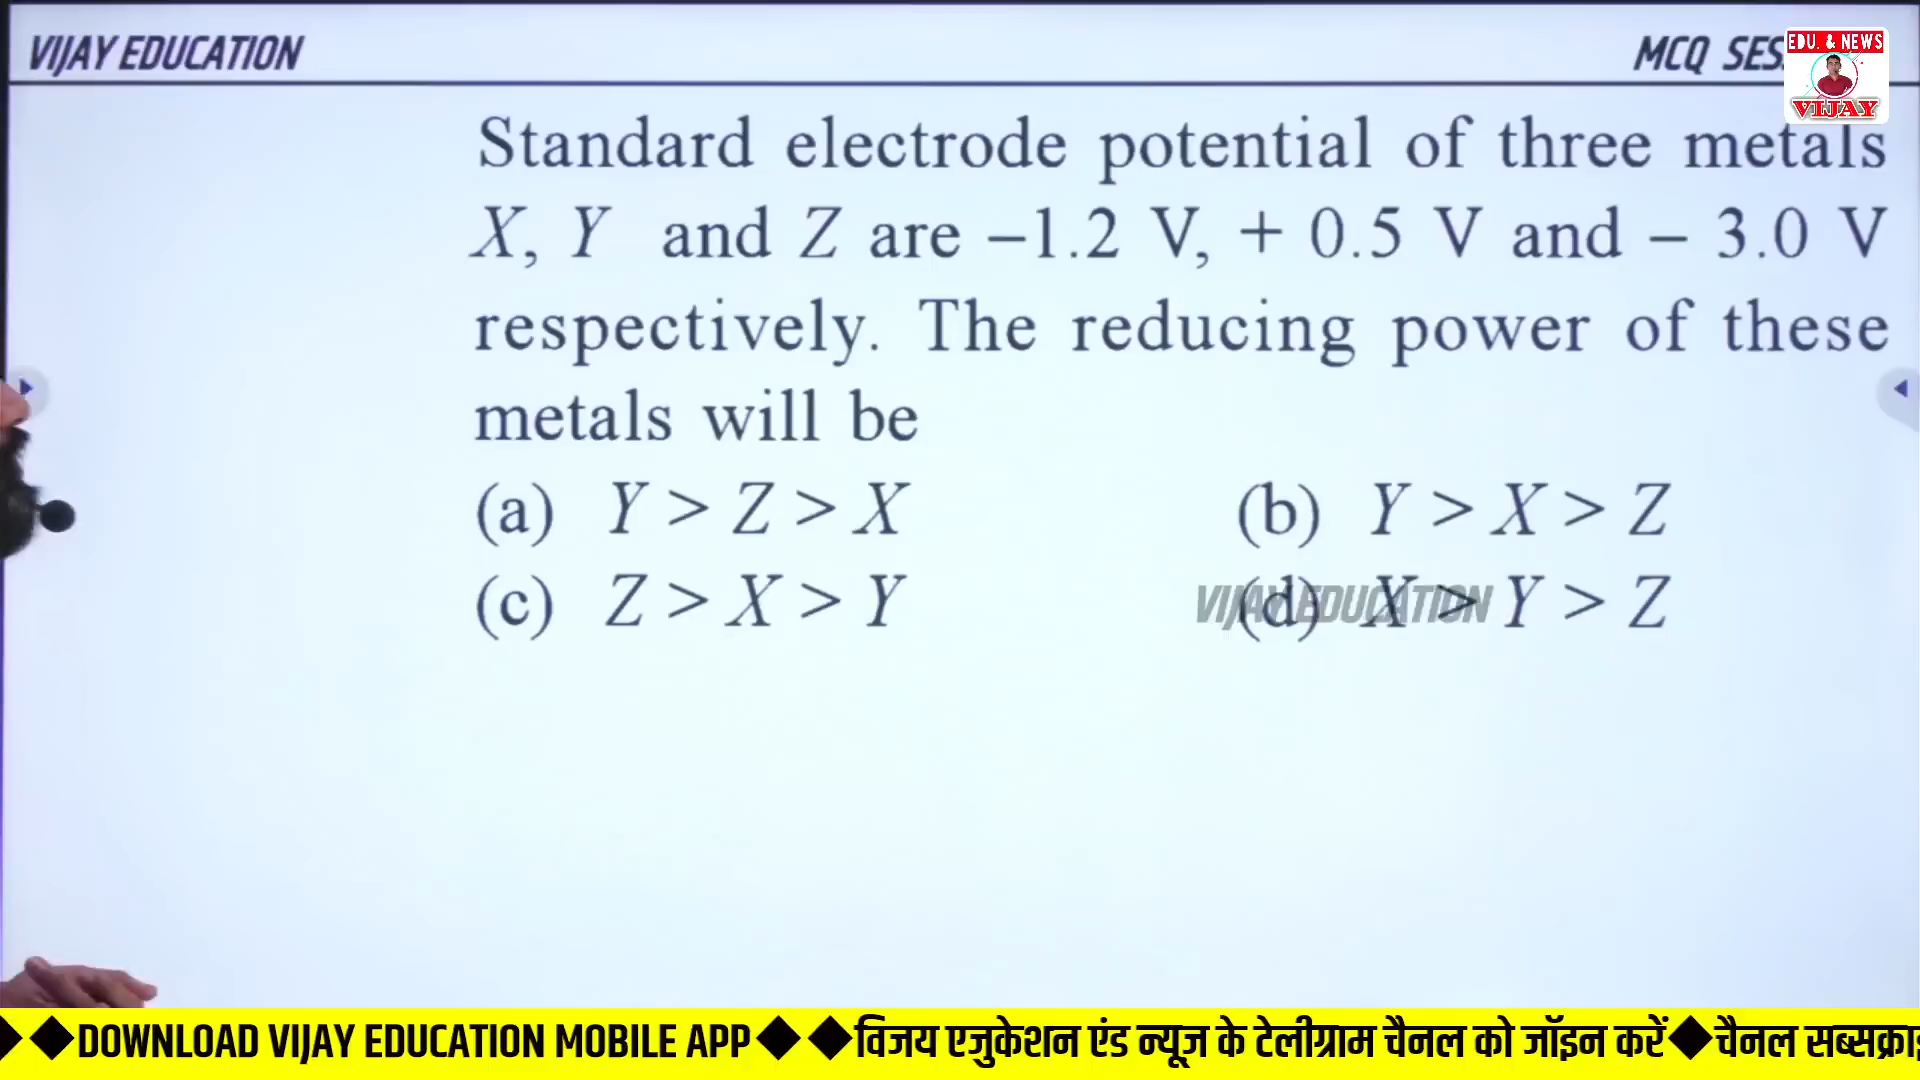 VIJAY EDUCATION
MCQ SES
EDU. & NEWS
VIJAY
Standard electrode potential of three metals
X, Y and Z are –1.2 V, + 0.5 V and – 3.0 V
respectively. The reducing power of these
metals will be
(a) Y > Z > X (b) Y > X > Z
(c) Z > X > Y (d) X > Y > Z
VIJAY EDUCATION
◆◆DOWNLOAD VIJAY EDUCATION MOBILE APP◆◆विजय एजुकेशन एंड न्यूज के टेलीग्राम चैनल को जॉइन करें◆चैनल